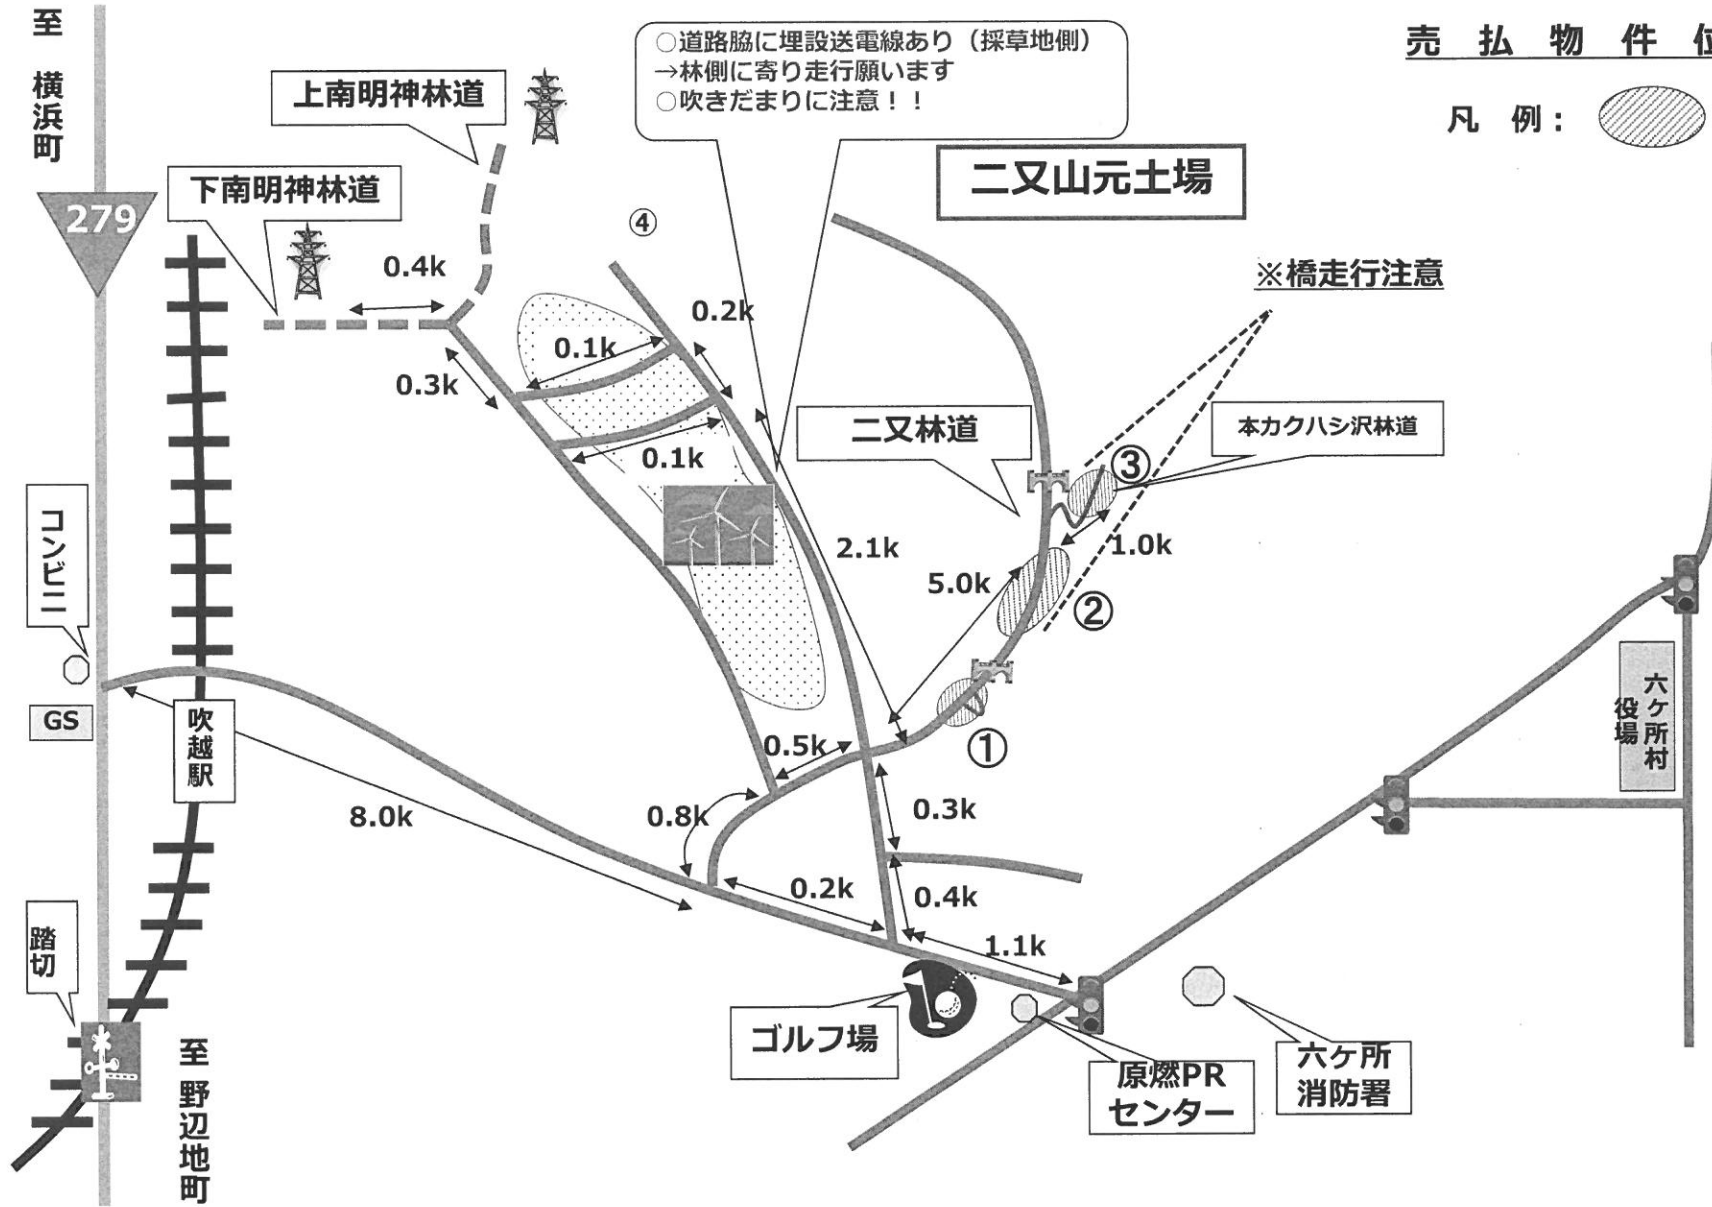 至 横浜町
279
上南明神林道
下南明神林道
○道路脇に埋設送電線あり（採草地側）
→林側に寄り走行願います
○吹きだまりに注意！！
売 払 物 件 位
凡 例：
二又山元土場
④
※橋走行注意
0.4k
0.2k
0.1k
0.3k
0.1k
二又林道
本カクハシ沢林道
③
コンビニ
2.1k
1.0k
5.0k
②
GS
吹越駅
六ケ所村
役場
0.5k
①
8.0k
0.8k
0.3k
0.2k
0.4k
1.1k
踏切
至 野辺地町
ゴルフ場
原燃PR
センター
六ケ所
消防署